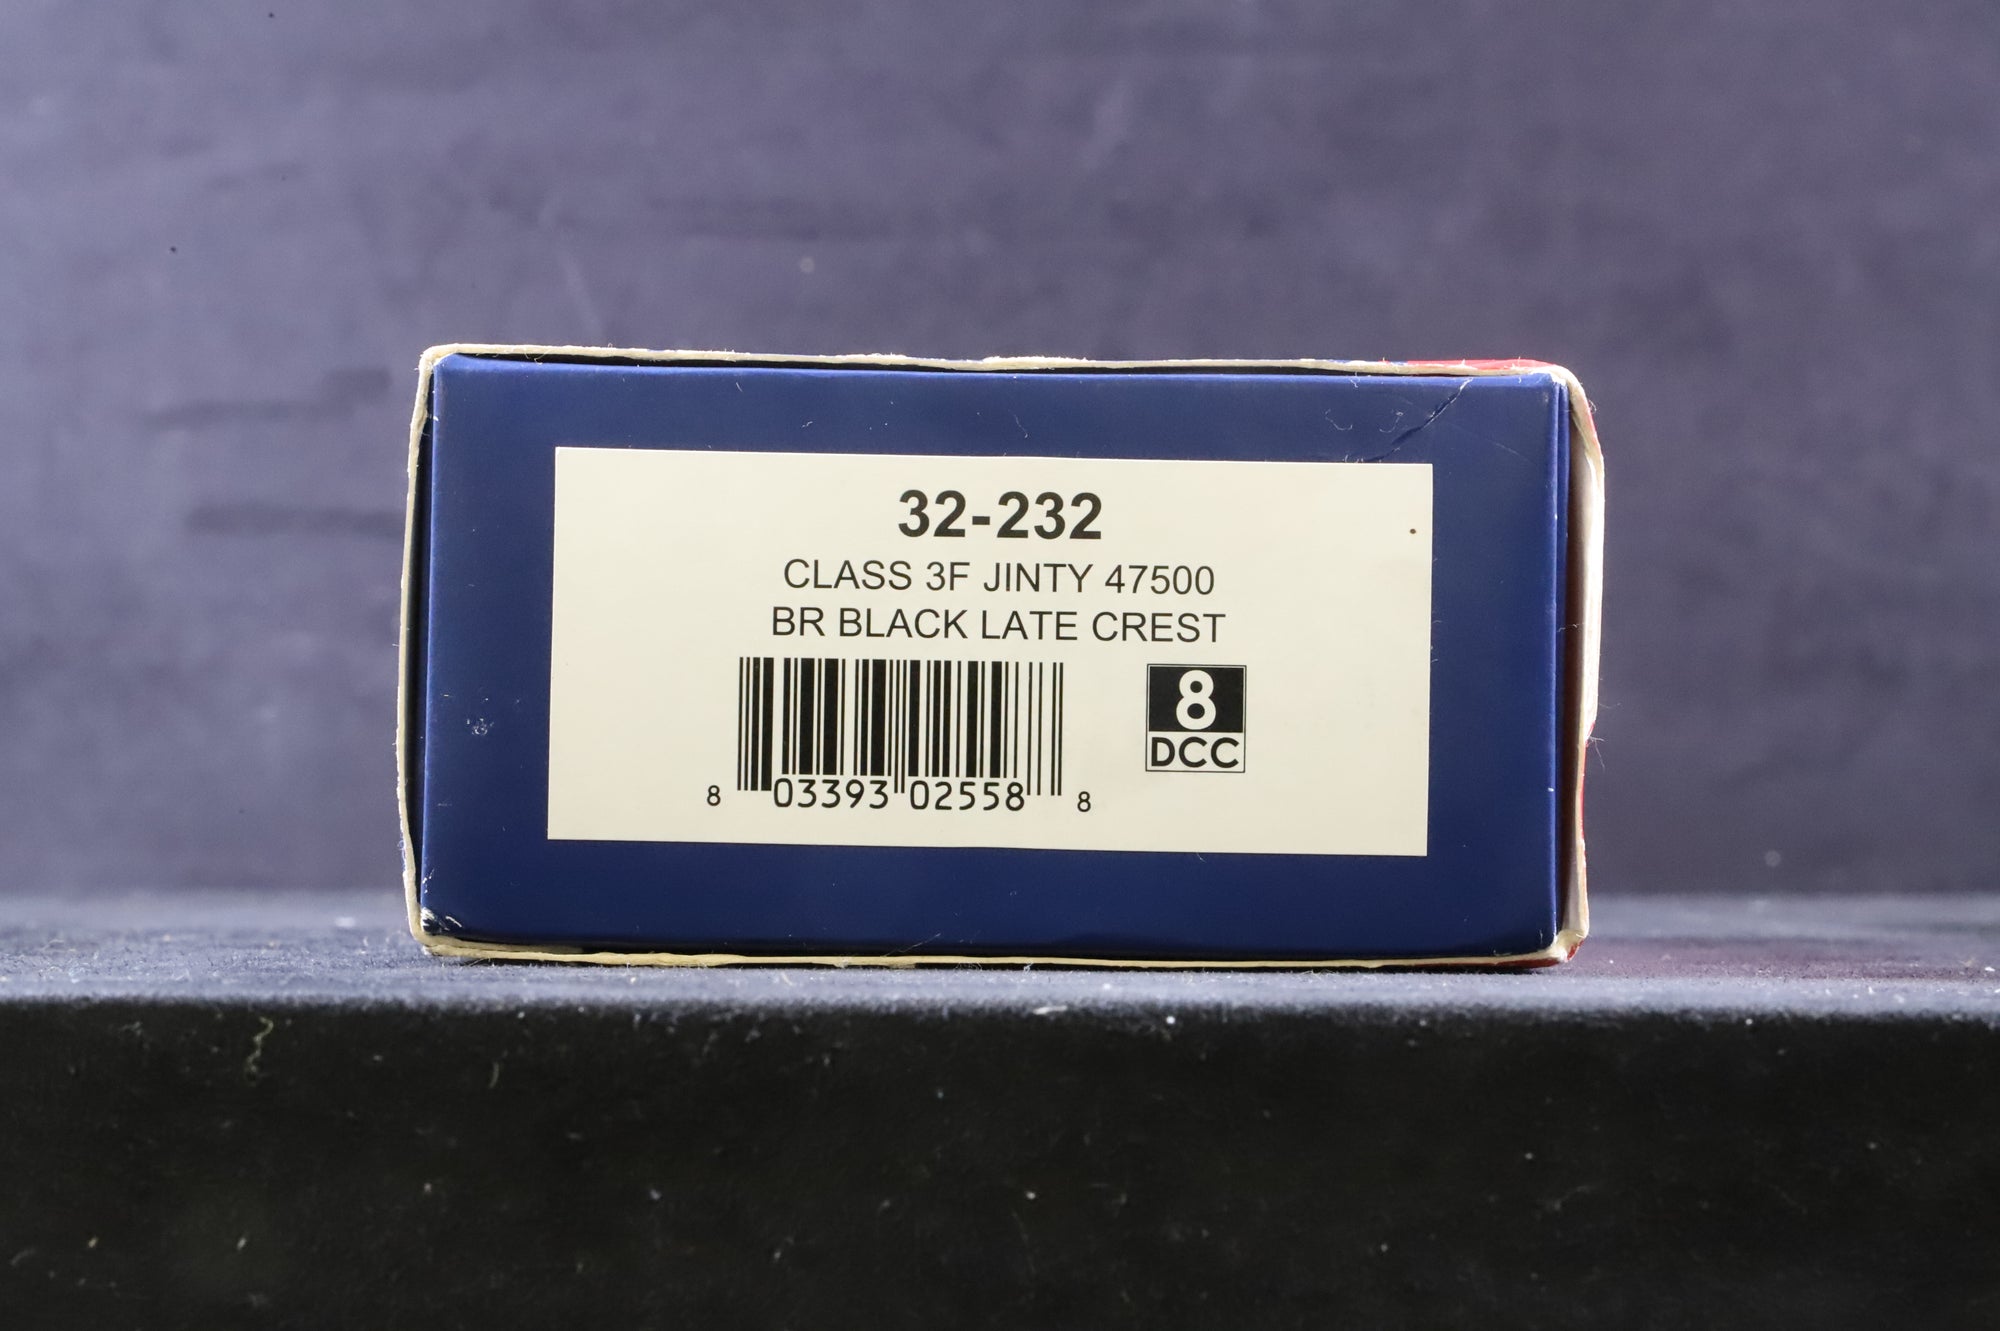 32-232
CLASS 3F JINTY 47500
BR BLACK LATE CREST
8 03393 02558 8
8
DCC